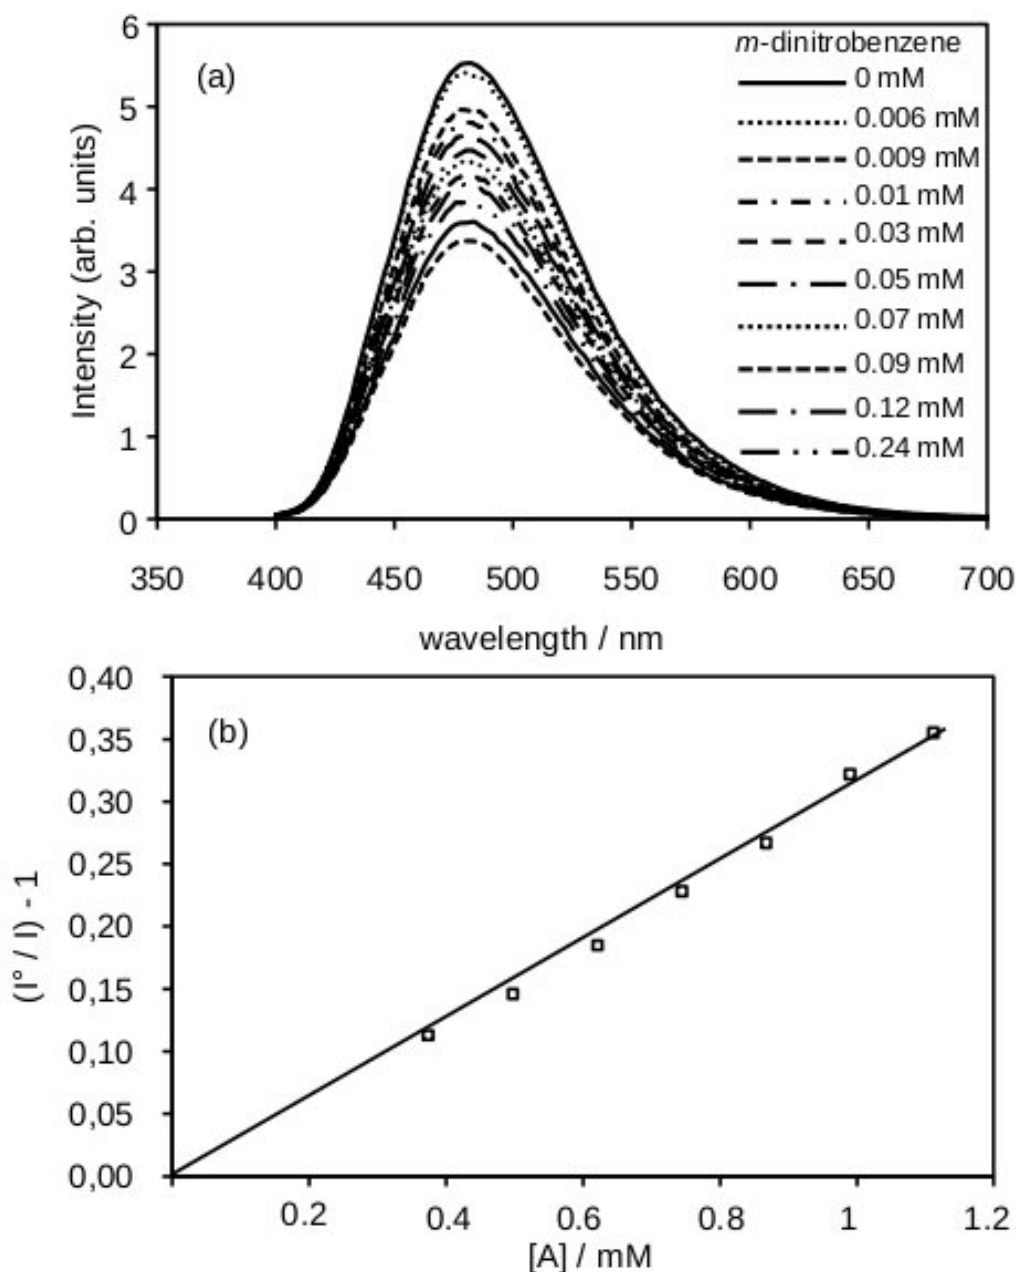 6
(a)
m-dinitrobenzene
0 mM
5
0.006 mM
0.009 mM
4
0.01 mM
0.03 mM
3
0.05 mM
0.07 mM
2
0.09 mM
0.12 mM
1
0.24 mM
0
Intensity (arb. units)
350 400 450 500 550 600 650 700
wavelength / nm
0,40
(b)
0,35
0,30
0,25
0,20
0,15
0,10
0,05
0,00
(I° / I) - 1
0.2 0.4 0.6 0.8 1 1.2
[A] / mM